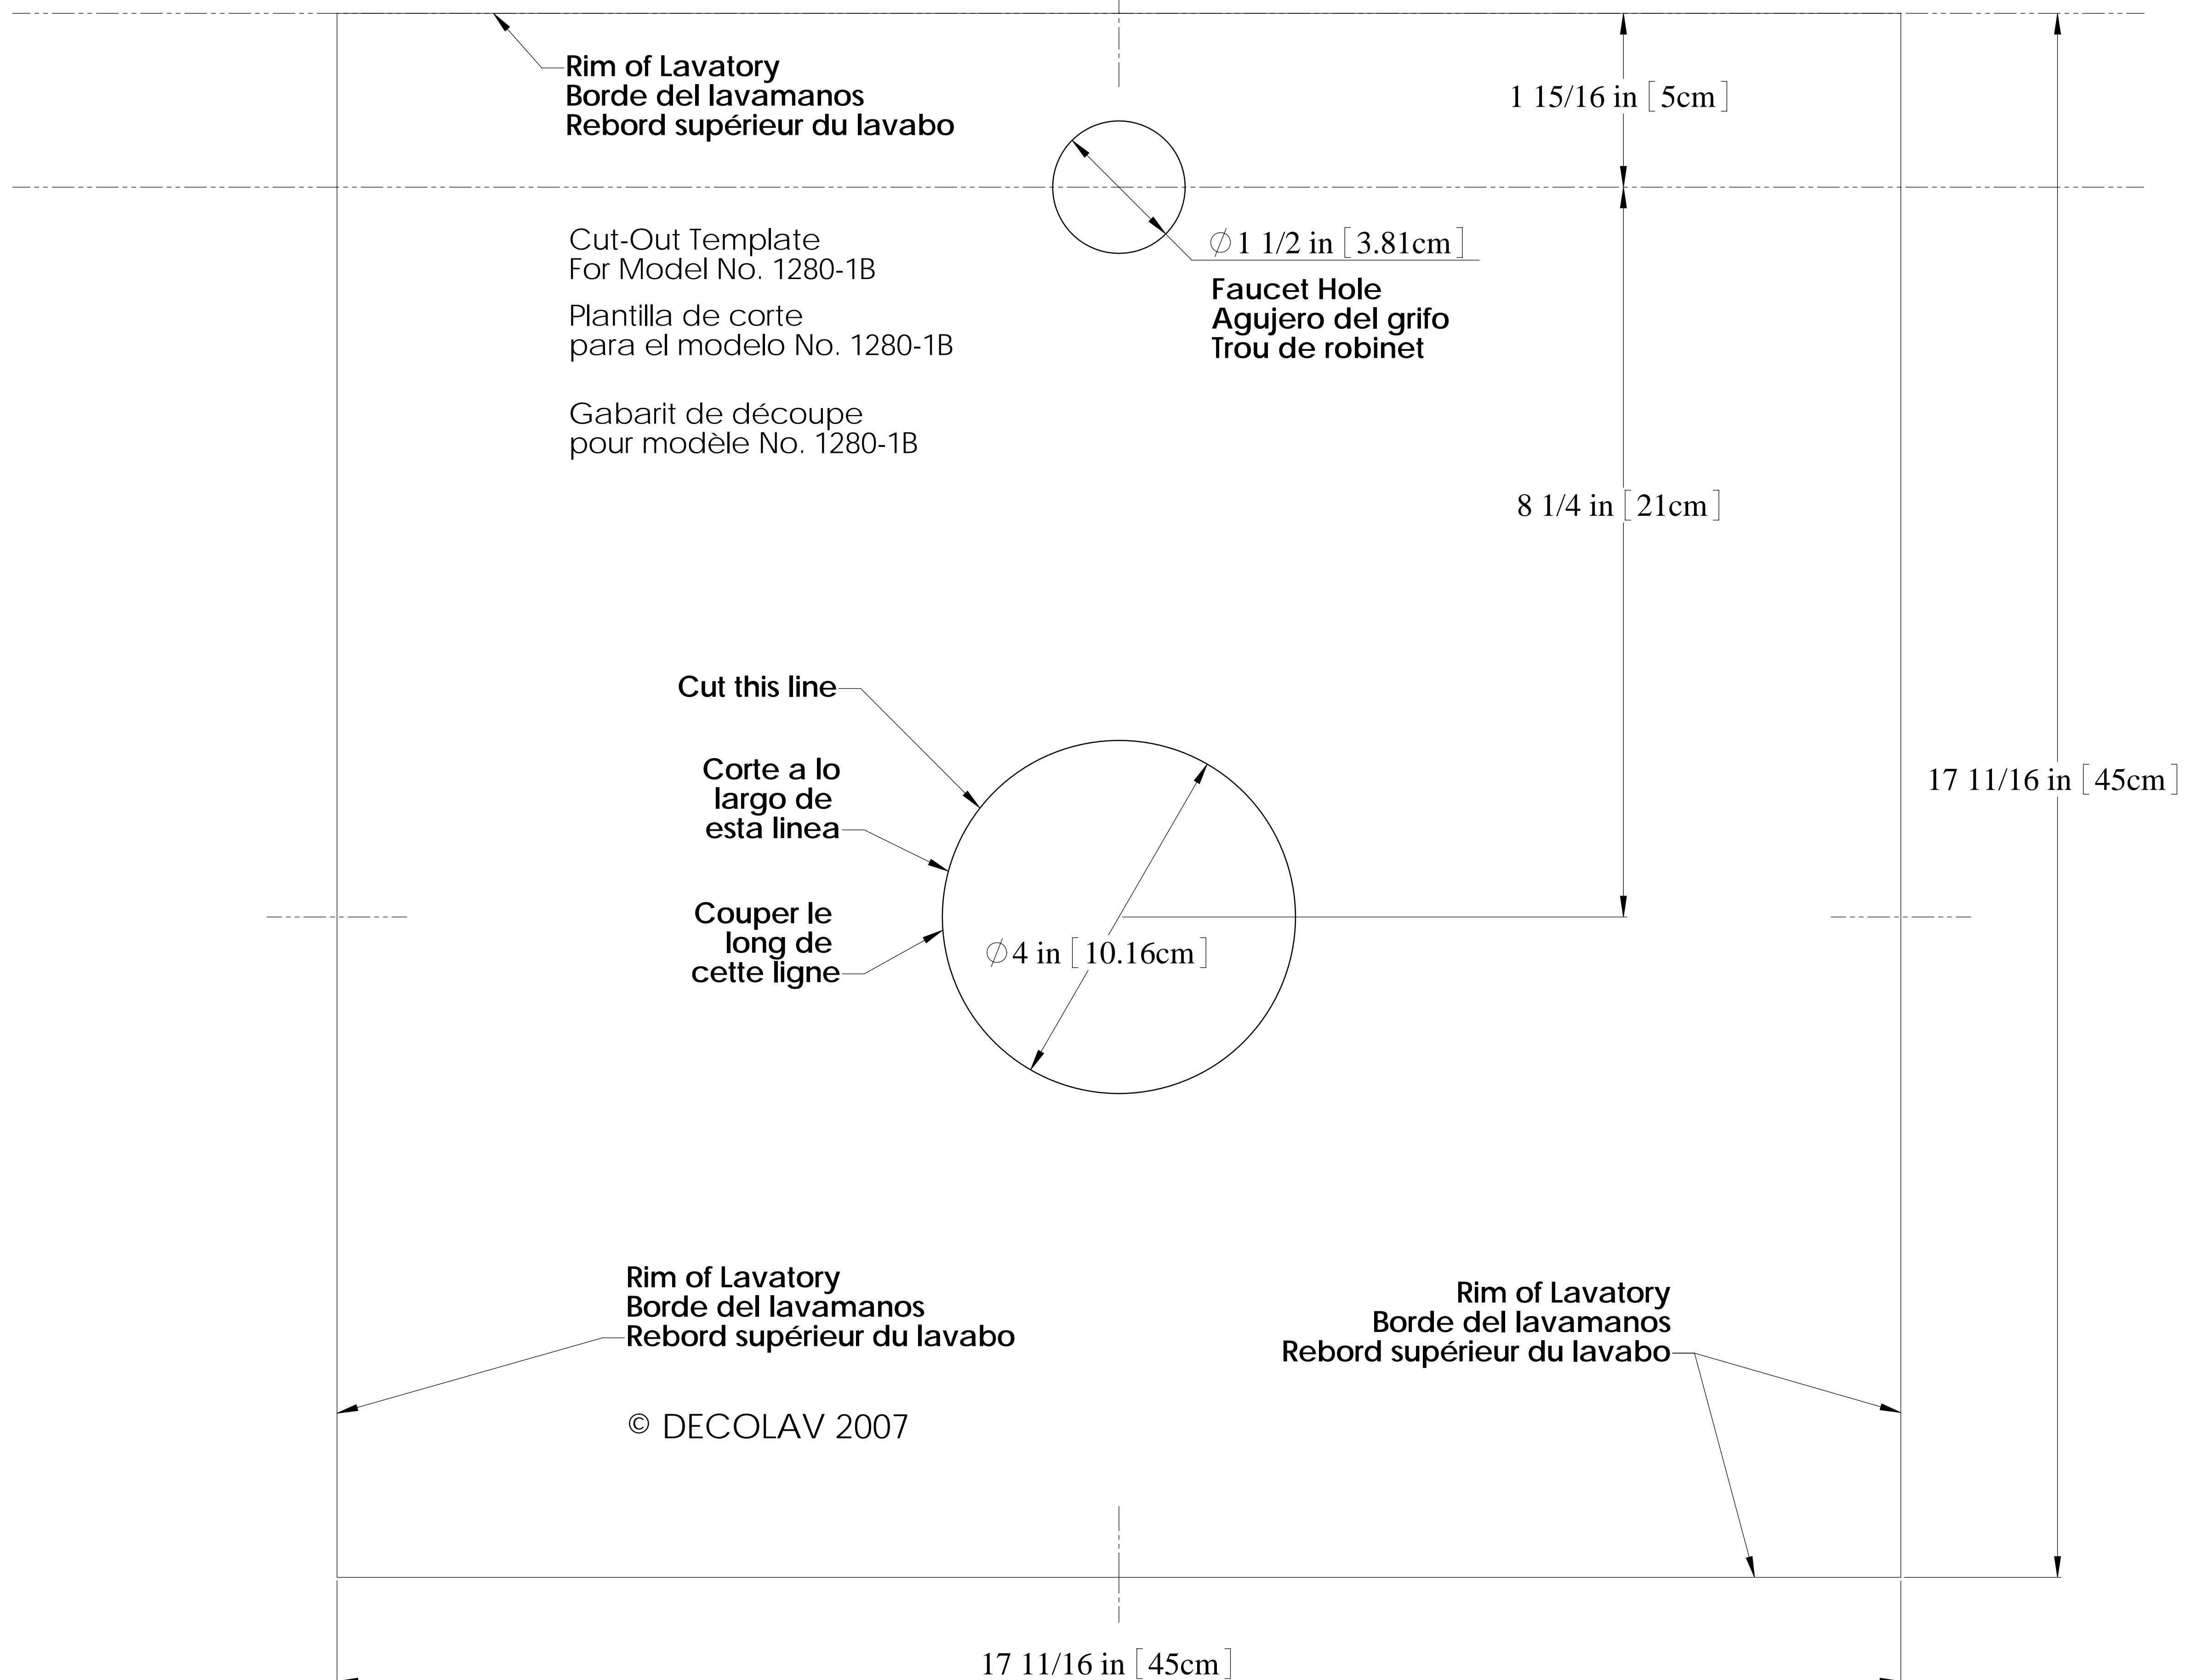 Rim of Lavatory
Borde del lavamanos
Rebord supérieur du lavabo
1 15/16 in [5cm]
Cut-Out Template
For Model No. 1280-1B
Plantilla de corte
para el modelo No. 1280-1B
Gabarit de découpe
pour modèle No. 1280-1B
∅1 1/2 in [3.81cm]
Faucet Hole
Agujero del grifo
Trou de robinet
8 1/4 in [21cm]
Cut this line
Corte a lo
largo de
esta linea
Couper le
long de
cette ligne
∅4 in [10.16cm]
17 11/16 in [45cm]
Rim of Lavatory
Borde del lavamanos
Rebord supérieur du lavabo
Rim of Lavatory
Borde del lavamanos
Rebord supérieur du lavabo
© DECOLAV 2007
17 11/16 in [45cm]